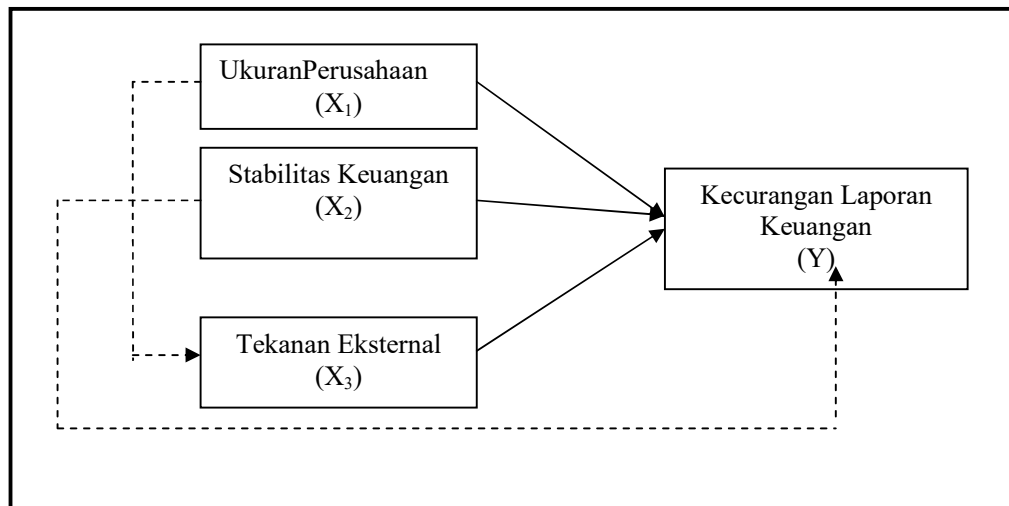 UkuranPerusahaan
(X₁)
Stabilitas Keuangan
(X₂)
Kecurangan Laporan
Keuangan
(Y)
Tekanan Eksternal
(X₃)